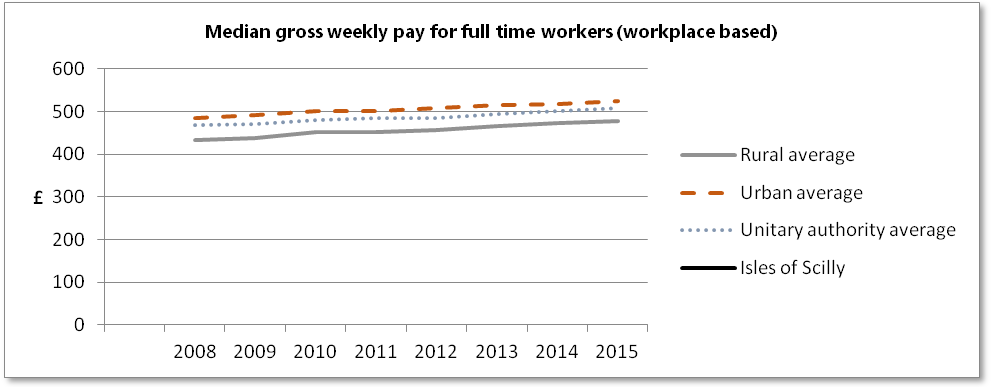 Median gross weekly pay for full time workers (workplace based)
600
500
400
300
200
100
0
£
2008 2009 2010 2011 2012 2013 2014 2015
Rural average
Urban average
Unitary authority average
Isles of Scilly